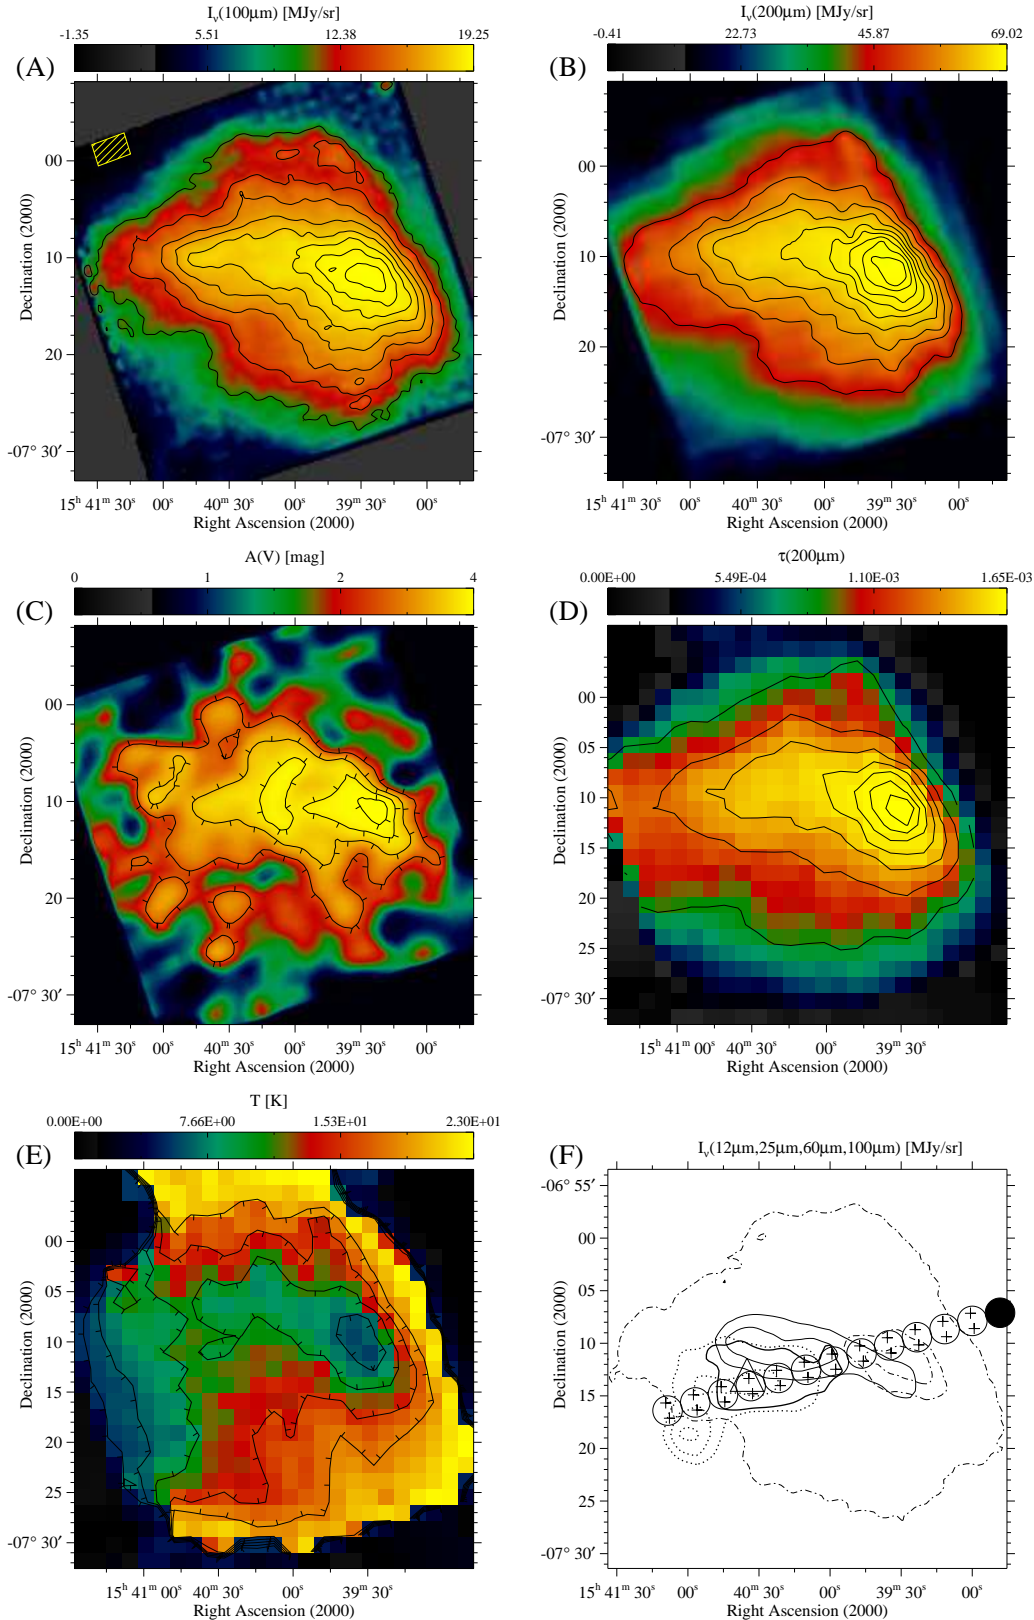 Iν(100μm) [MJy/sr]
-1.35 5.51 12.38 19.25
(A)
00
10
20
-07° 30′
Declination (2000)
15h 41m 30s 00s 40m 30s 00s 39m 30s 00s
Right Ascension (2000)
Iν(200μm) [MJy/sr]
-0.41 22.73 45.87 69.02
(B)
00
10
20
-07° 30′
Declination (2000)
15h 41m 30s 00s 40m 30s 00s 39m 30s 00s
Right Ascension (2000)
A(V) [mag]
0 1 2 4
(C)
00
10
20
-07° 30′
Declination (2000)
15h 41m 30s 00s 40m 30s 00s 39m 30s 00s
Right Ascension (2000)
τ(200μm)
0.00E+00 5.49E-04 1.10E-03 1.65E-03
(D)
00
05
10
15
20
25
-07° 30′
Declination (2000)
15h 41m 00s 40m 30s 00s 39m 30s
Right Ascension (2000)
T [K]
0.00E+00 7.66E+00 1.53E+01 2.30E+01
(E)
00
05
10
15
20
25
-07° 30′
Declination (2000)
15h 41m 00s 40m 30s 00s 39m 30s
Right Ascension (2000)
Iν(12μm,25μm,60μm,100μm) [MJy/sr]
(F)
-06° 55′
00
05
10
15
20
25
-07° 30′
Declination (2000)
15h 41m 30s 00s 40m 30s 00s 39m 30s 00s
Right Ascension (2000)